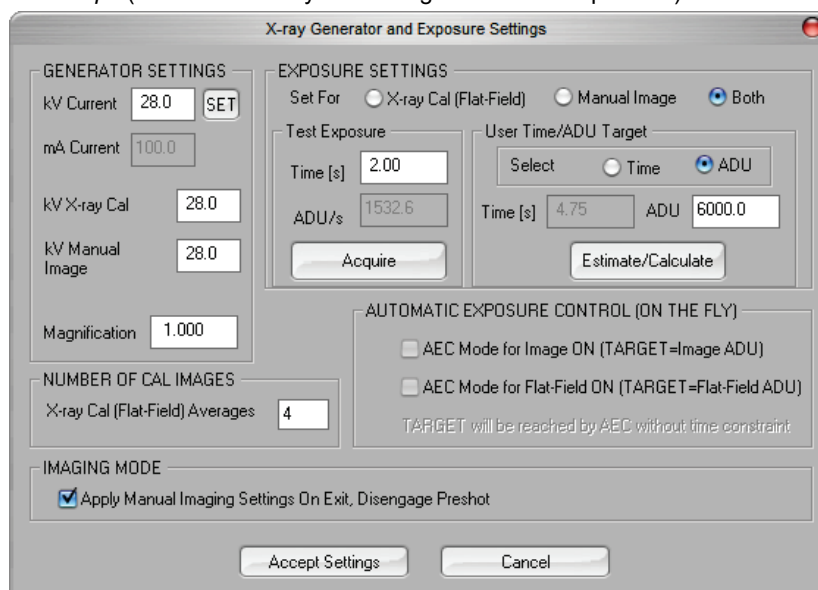 X-ray Generator and Exposure Settings
GENERATOR SETTINGS
kV Current 28.0 SET
mA Current 100.0
kV X-ray Cal 28.0
kV Manual Image 28.0
Magnification 1.000
EXPOSURE SETTINGS
Set For X-ray Cal (Flat-Field) Manual Image Both
Test Exposure
Time [s] 2.00
ADU/s 1532.6
Acquire
User Time/ADU Target
Select Time ADU
Time [s] 4.75 ADU 6000.0
Estimate/Calculate
AUTOMATIC EXPOSURE CONTROL (ON THE FLY)
AEC Mode for Image ON (TARGET=Image ADU)
AEC Mode for Flat-Field ON (TARGET=Flat-Field ADU)
TARGET will be reached by AEC without time constraint
NUMBER OF CAL IMAGES
X-ray Cal (Flat-Field) Averages 4
IMAGING MODE
Apply Manual Imaging Settings On Exit, Disengage Preshot
Accept Settings Cancel